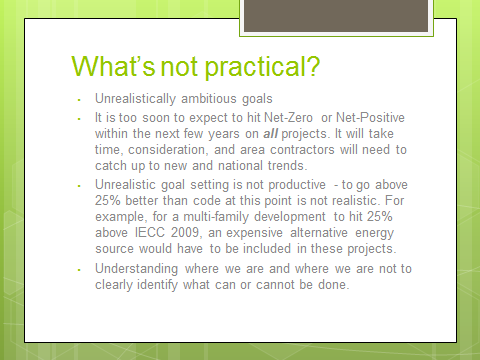 What's not practical?
Unrealistically ambitious goals
It is too soon to expect to hit Net-Zero or Net-Positive
within the next few years on all projects. It will take
time, consideration, and area contractors will need to
catch up to new and national trends.
Unrealistic goal setting is not productive - to go above
25% better than code at this point is not realistic. For
example, for a multi-family development to hit 25%
above IECC 2009, an expensive alternative energy
source would have to be included in these projects.
Understanding where we are and where we are not to
clearly identify what can or cannot be done.